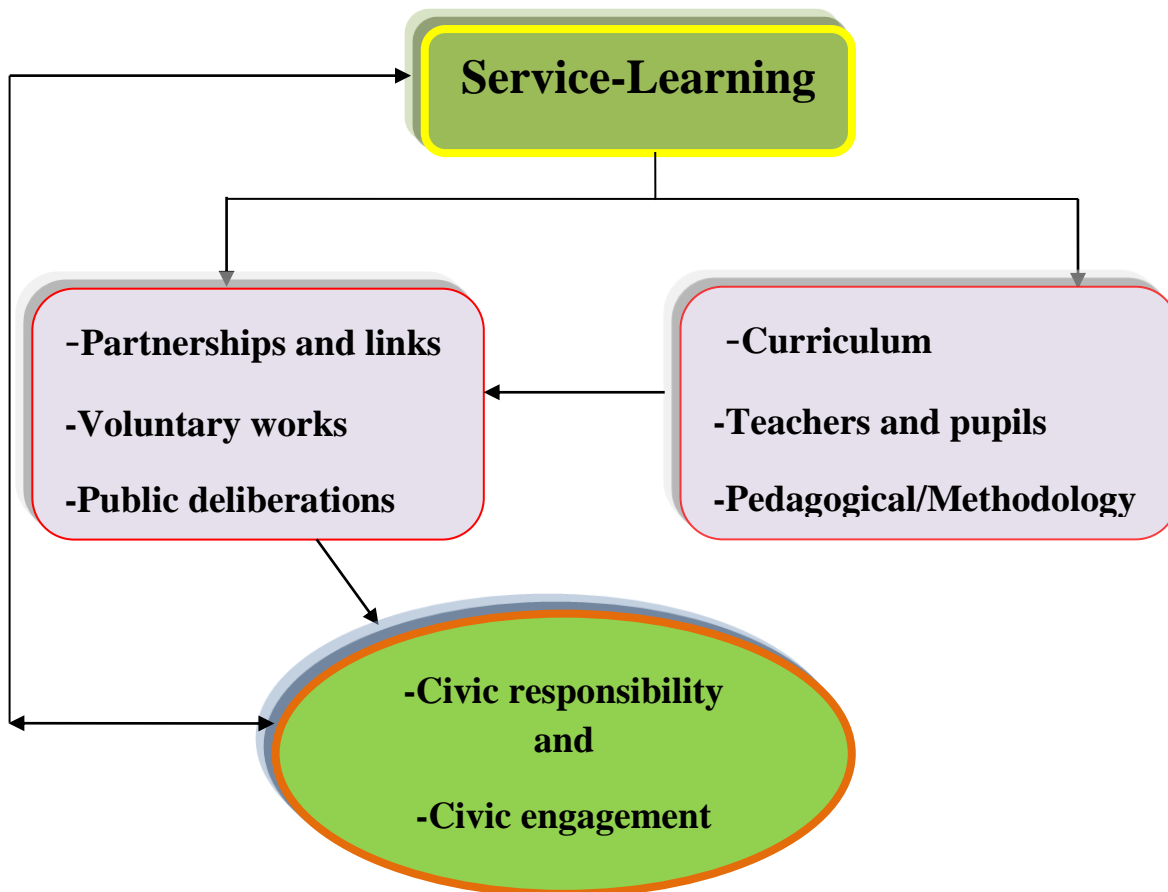 Service-Learning
-Partnerships and links
-Voluntary works
-Public deliberations
-Curriculum
-Teachers and pupils
-Pedagogical/Methodology
-Civic responsibility
and
-Civic engagement